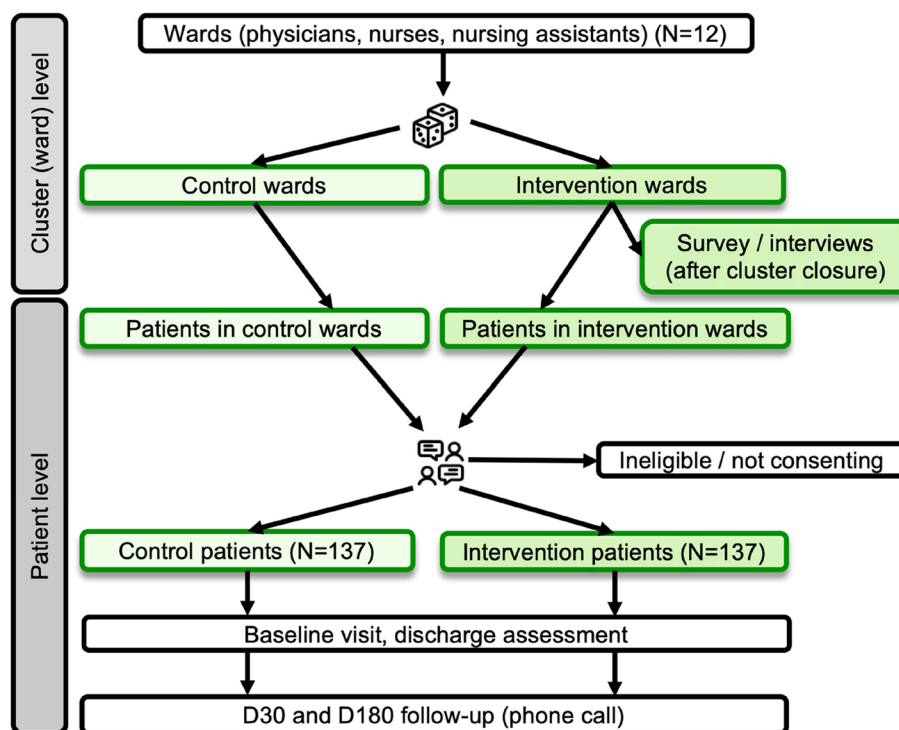 Cluster (ward) level
Wards (physicians, nurses, nursing assistants) (N=12)
Control wards
Intervention wards
Survey / interviews
(after cluster closure)
Patient level
Patients in control wards
Patients in intervention wards
Ineligible / not consenting
Control patients (N=137)
Intervention patients (N=137)
Baseline visit, discharge assessment
D30 and D180 follow-up (phone call)